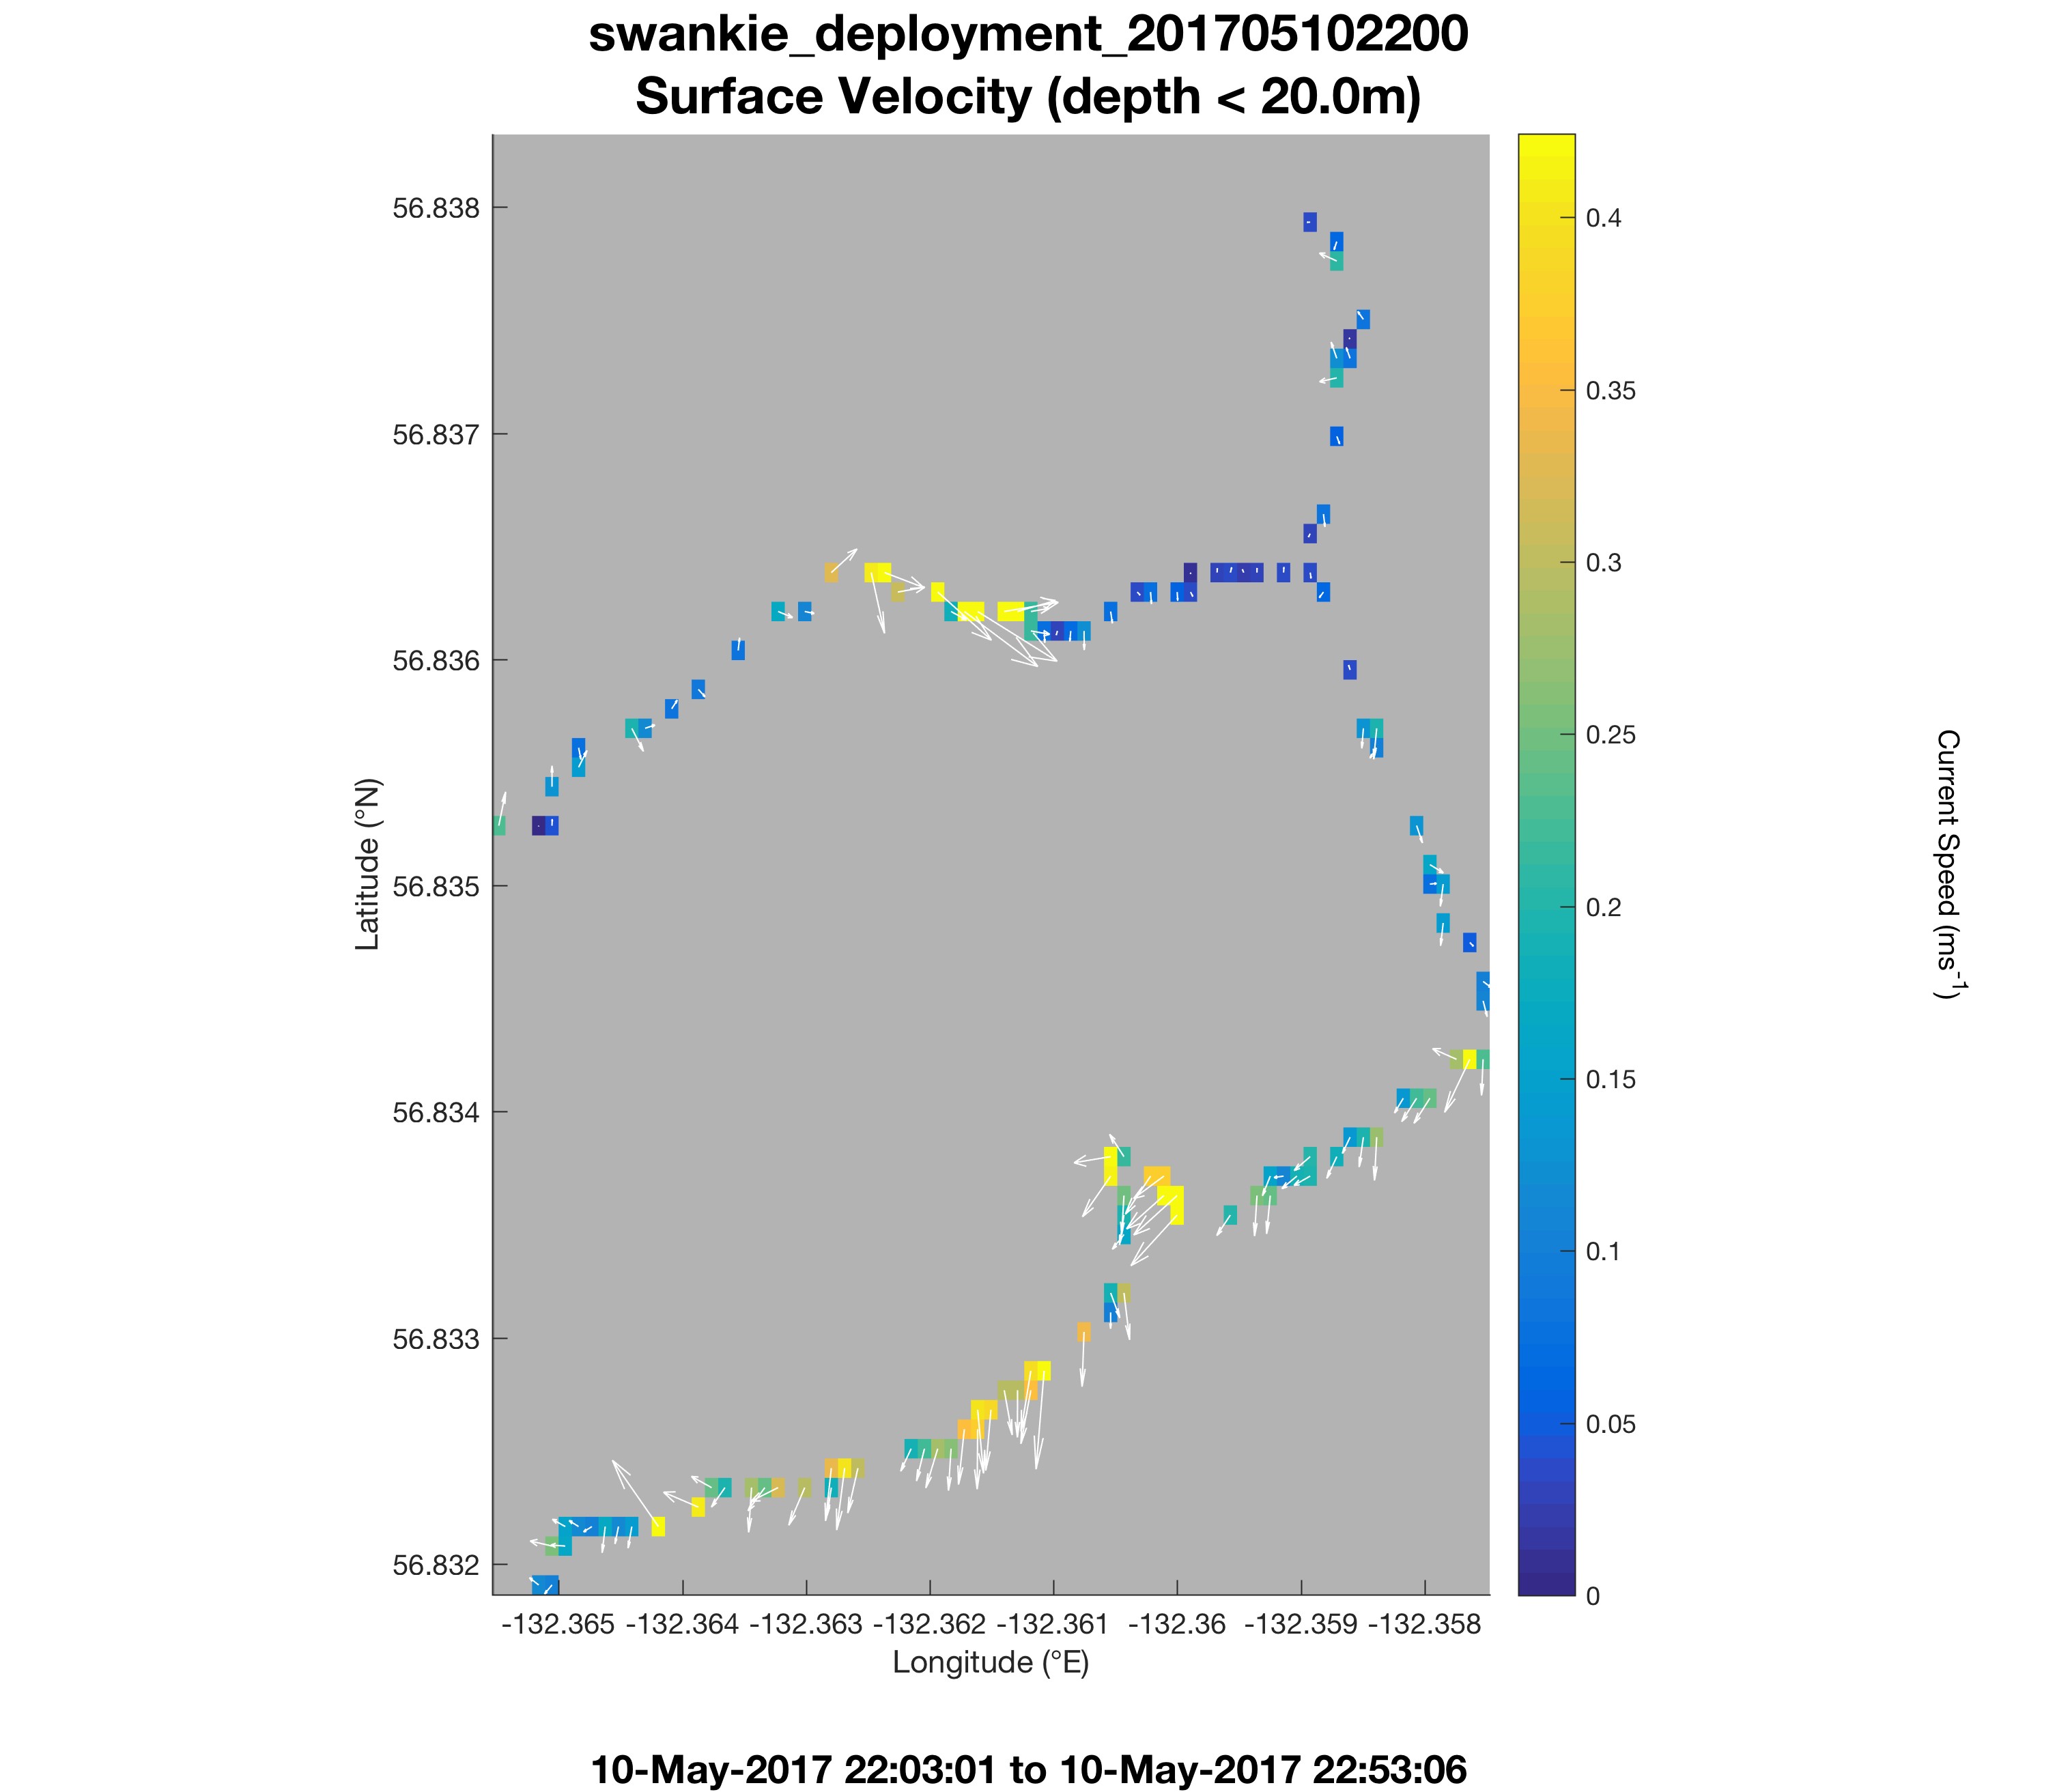 swankie_deployment_201705102200
Surface Velocity (depth < 20.0m)
56.838
56.837
56.836
56.835
56.834
56.833
56.832
Latitude (°N)
-132.365 -132.364 -132.363 -132.362 -132.361 -132.36 -132.359 -132.358
Longitude (°E)
0.4
0.35
0.3
0.25
0.2
0.15
0.1
0.05
0
Current Speed (ms⁻¹)
10-May-2017 22:03:01 to 10-May-2017 22:53:06